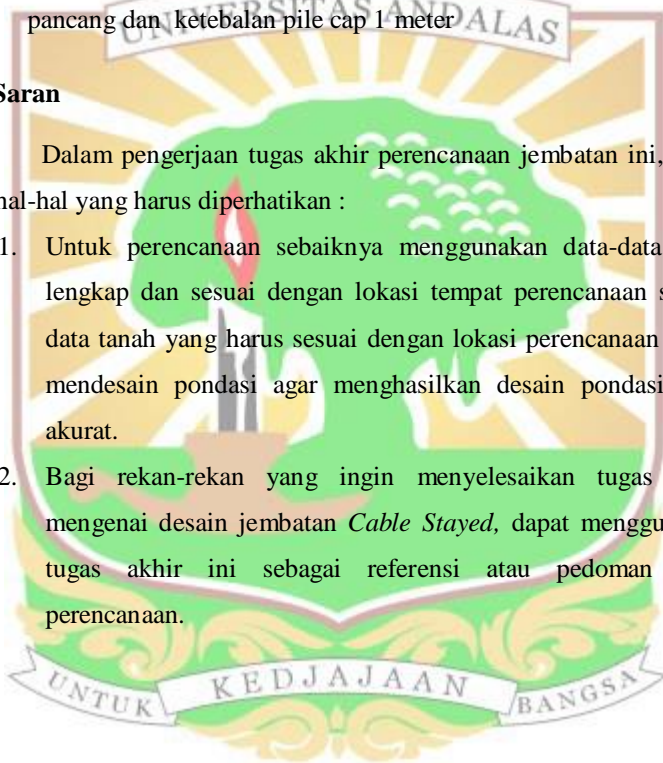 pancang dan ketebalan pile cap 1 meter
UNIVERSITAS ANDALAS
Saran
Dalam pengerjaan tugas akhir perencanaan jembatan ini,
hal-hal yang harus diperhatikan :
1. Untuk perencanaan sebaiknya menggunakan data-data
lengkap dan sesuai dengan lokasi tempat perencanaan
data tanah yang harus sesuai dengan lokasi perencanaan
mendesain pondasi agar menghasilkan desain pondasi
akurat.
2. Bagi rekan-rekan yang ingin menyelesaikan tugas
mengenai desain jembatan Cable Stayed, dapat menggu
tugas akhir ini sebagai referensi atau pedoman
perencanaan.
UNTUK KEDJAJAAN BANGSA